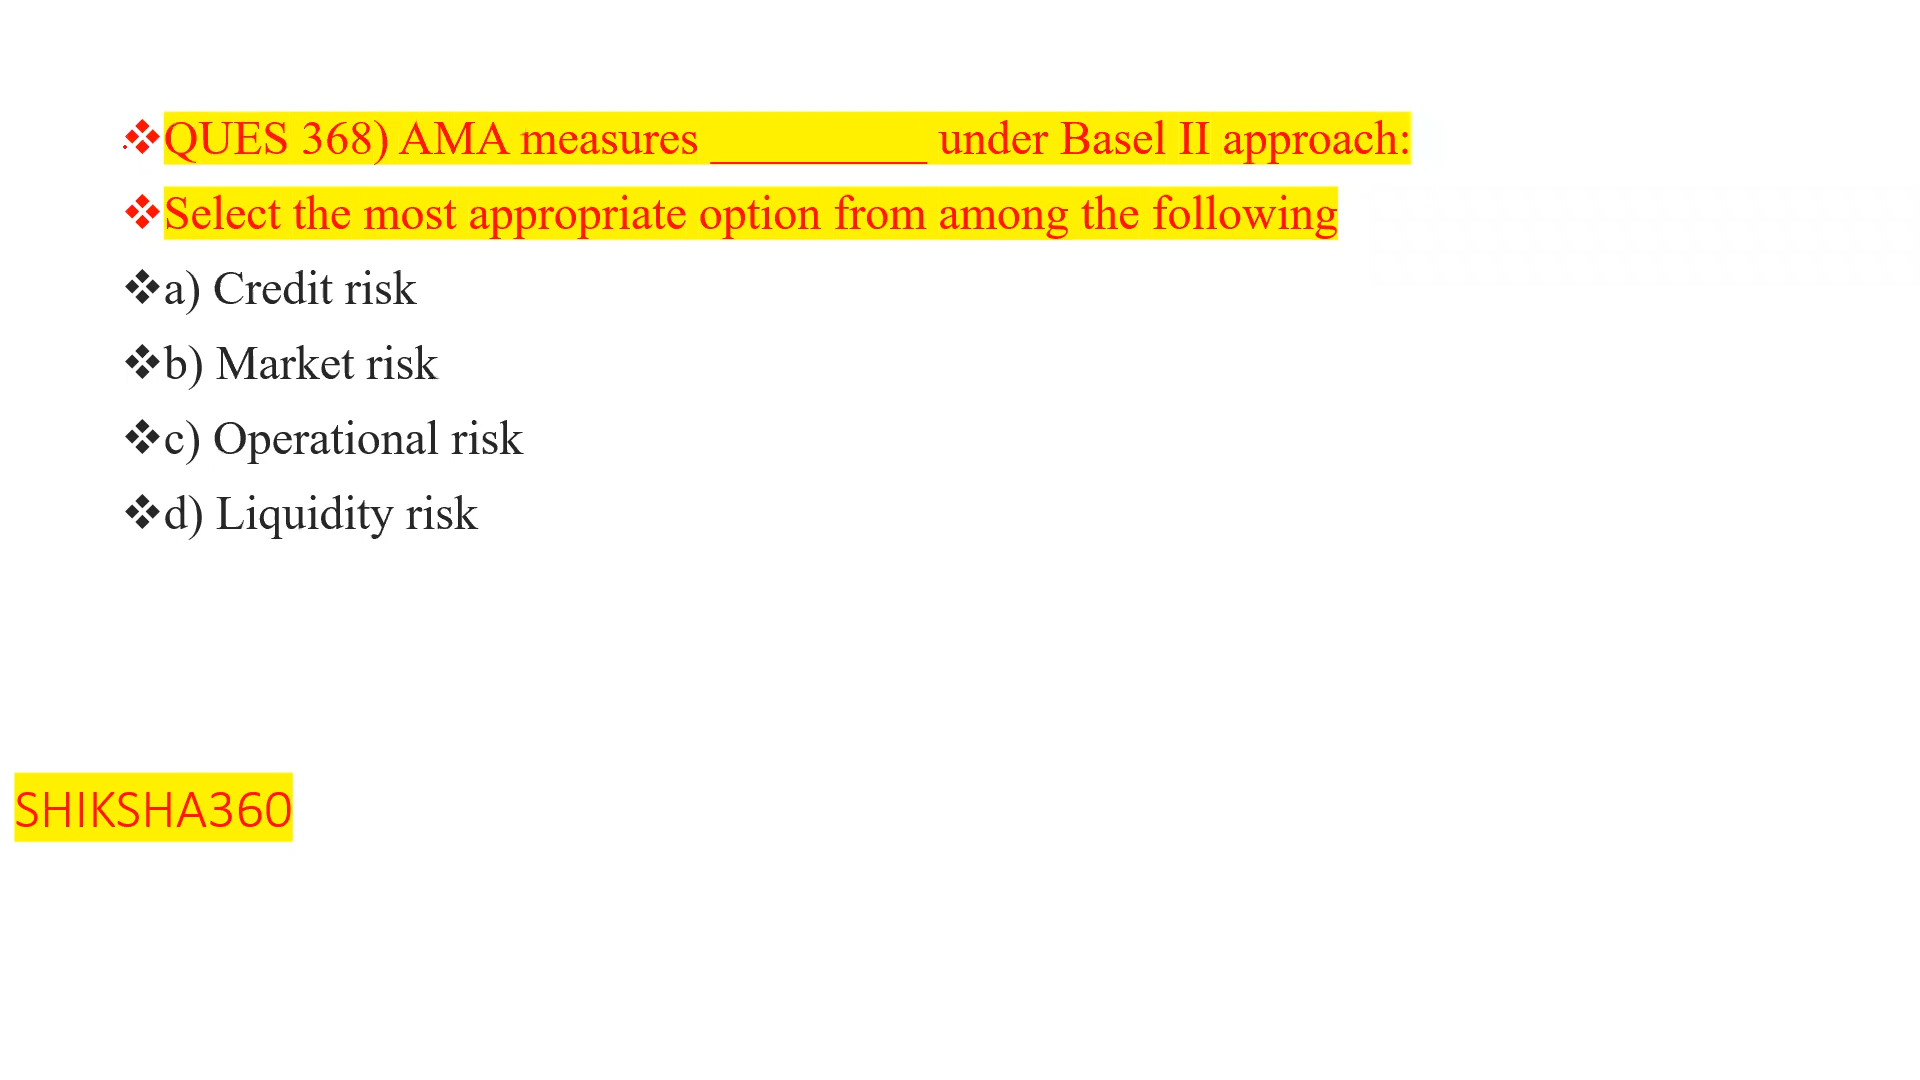 ❖QUES 368) AMA measures _________ under Basel II approach:
❖Select the most appropriate option from among the following
❖a) Credit risk
❖b) Market risk
❖c) Operational risk
❖d) Liquidity risk
SHIKSHA360